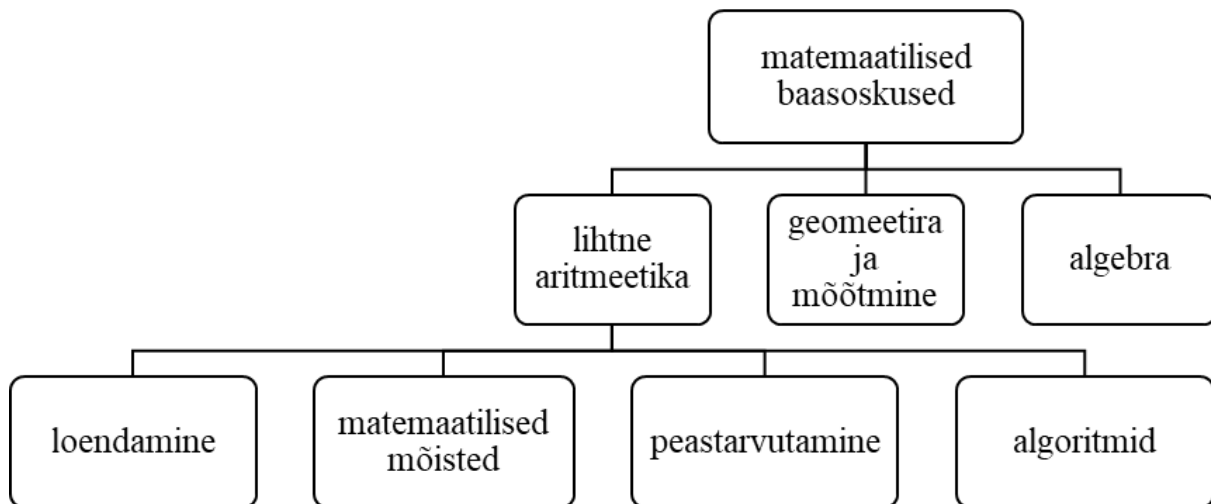 matemaatilised
baasoskused
lihtne
aritmeetika
geomeetira
ja
mõõtmine
algebra
loendamine
matemaatilised
mõisted
peastarvutamine
algoritmid